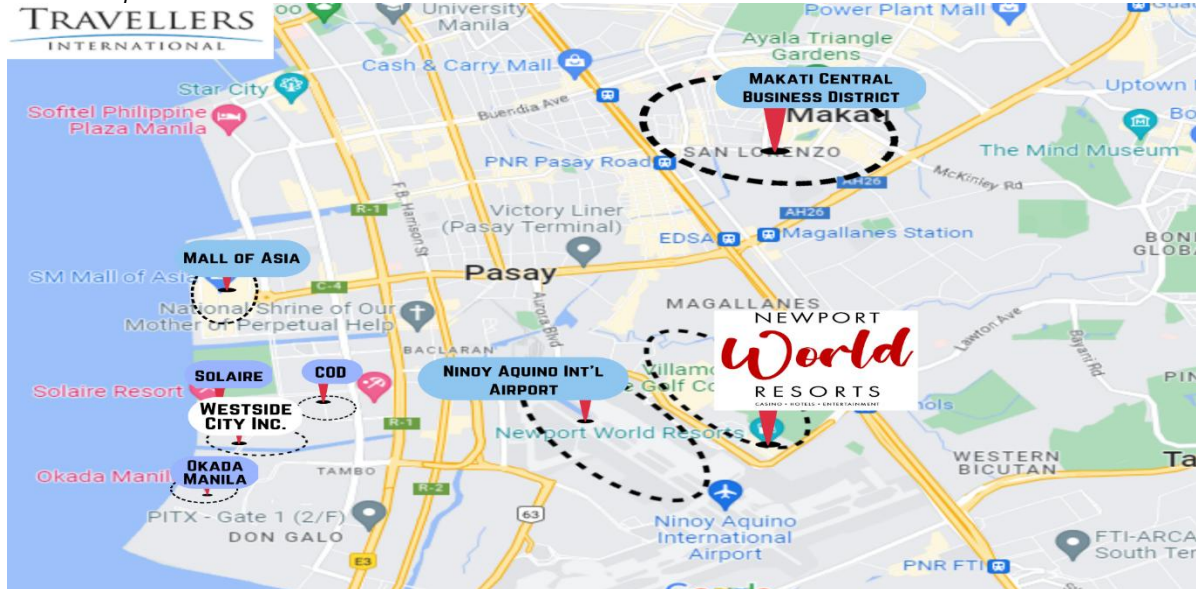 TRAVELLERS
INTERNATIONAL
University
Manila
Power Plant Mall
Ayala Triangle
Gardens
Cash & Carry Mall
MAKATI CENTRAL
BUSINESS DISTRICT
Star City
Uptown
Sofitel Philippine
Plaza Manila
Buendia Ave
Makati
SAN LORENZO
The Mind Museum
PNR Pasay Road
McKinley Rd
AH26
R-1
F.B. Harrison St
Victory Liner
(Pasay Terminal)
AH26
EDSA
Magallanes Station
MALL OF ASIA
SM Mall of Asia
Pasay
C-4
National Shrine of Our
Mother of Perpetual Help
Aurora Blvd
MAGALLANES
Lawton Ave
Bayani Rd
BACLARAN
NEWPORT
World
RESORTS
CASINO • HOTELS • ENTERTAINMENT
SOLAIRE
COD
NINOY AQUINO INT'L
AIRPORT
Solaire Resort
WESTSIDE
CITY INC.
R-1
Newport World Resorts
WESTERN
BICUTAN
OKADA
MANILA
TAMBO
R-2
PITX - Gate 1 (2/F)
63
Ninoy Aquino
International
Airport
DON GALO
E3
PNR FTI